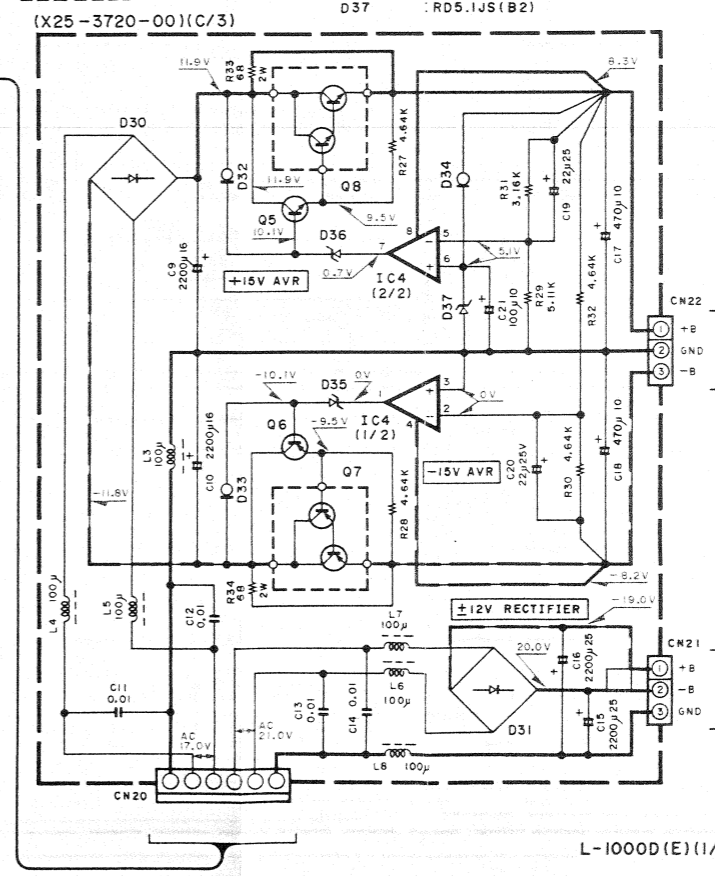 D37 : RD5.1JS(B2)
(X25-3720-00)(C/3)
11.9V
R33
68
2W
8.3V
D30
R27 4.64K
D32
11.9V
Q8
D34
R31
3.16K
22µ25
C19
470µ10
C17
Q5
10.1V
9.5V
D36
7
0.7V
8
5
6
5.1V
IC4
(2/2)
+15V AVR
C9
2200µ16
D37
C21
100µ10
R29
5.11K
R32 4.64K
CN22
1 +B
2 GND
3 -B
-10.1V
D35
0V
1
3
2
4
0V
IC4
(1/2)
Q6
-9.5V
Q7
L3
100µ
C10 2200µ16
D33
R28 4.64K
-15V AVR
C20
22µ25V
R30 4.64K
C18 470µ10
-11.8V
R34
68
2W
-8.2V
L4 100µ
L5
100µ
C12
0.01
±12V RECTIFIER
-19.0V
L7
100µ
20.0V
C16
2200µ25
CN21
1 +B
2 -B
3 GND
L6
100µ
C11
0.01
C13
0.01
C14 0.01
D31
C15
2200µ25
AC
17.0V
AC
21.0V
L8 100µ
CN20
L-1000D(E)(1/